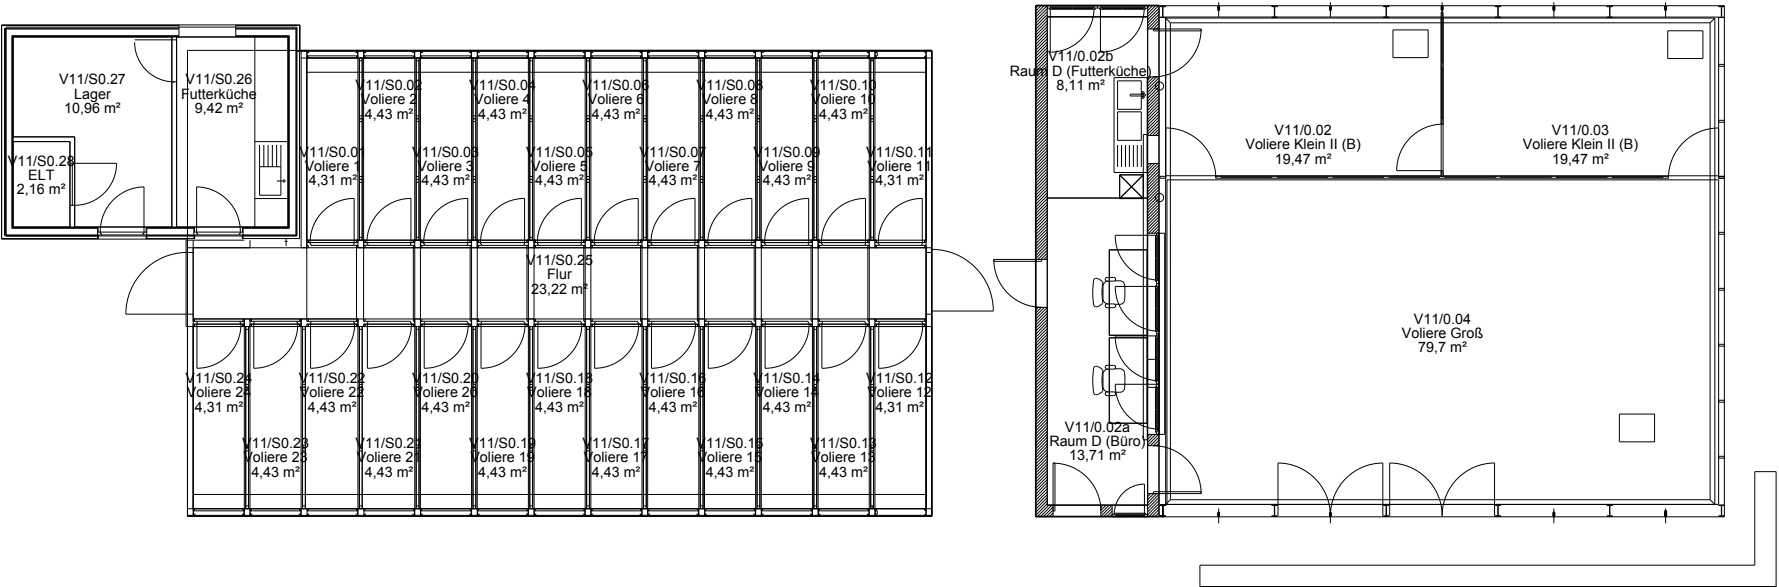 V11/S0.27
Lager
10,96 m²
V11/S0.26
Futterküche
9,42 m²
V11/S0.28
ELT
2,16 m²
V11/S0.01
Voliere 1
4,31 m²
V11/S0.02
Voliere 2
4,43 m²
V11/S0.03
Voliere 3
4,43 m²
V11/S0.04
Voliere 4
4,43 m²
V11/S0.05
Voliere 5
4,43 m²
V11/S0.06
Voliere 6
4,43 m²
V11/S0.07
Voliere 7
4,43 m²
V11/S0.08
Voliere 8
4,43 m²
V11/S0.09
Voliere 9
4,43 m²
V11/S0.10
Voliere 10
4,43 m²
V11/S0.11
Voliere 11
4,31 m²
V11/S0.25
Flur
23,22 m²
V11/S0.24
Voliere 24
4,31 m²
V11/S0.23
Voliere 23
4,43 m²
V11/S0.22
Voliere 22
4,43 m²
V11/S0.21
Voliere 21
4,43 m²
V11/S0.20
Voliere 20
4,43 m²
V11/S0.19
Voliere 19
4,43 m²
V11/S0.18
Voliere 18
4,43 m²
V11/S0.17
Voliere 17
4,43 m²
V11/S0.16
Voliere 16
4,43 m²
V11/S0.15
Voliere 15
4,43 m²
V11/S0.14
Voliere 14
4,43 m²
V11/S0.13
Voliere 13
4,43 m²
V11/S0.12
Voliere 12
4,31 m²
V11/0.02b
Raum D (Futterküche)
8,11 m²
V11/0.02
Voliere Klein II (B)
19,47 m²
V11/0.03
Voliere Klein II (B)
19,47 m²
V11/0.04
Voliere Groß
79,7 m²
V11/0.02a
Raum D (Büro)
13,71 m²